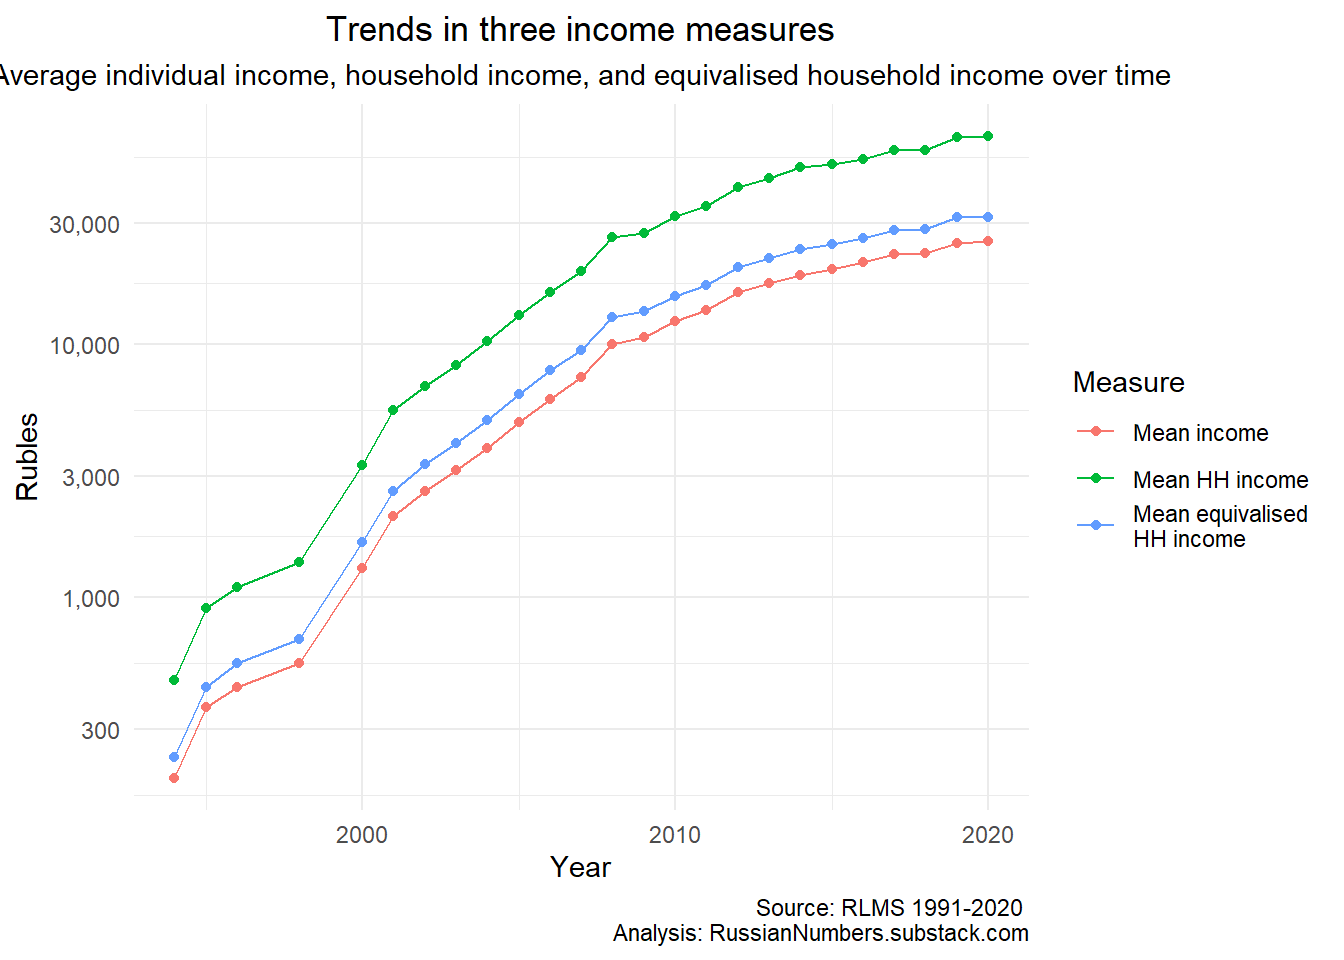 Trends in three income measures
Average individual income, household income, and equivalised household income over time
30,000
10,000
3,000
1,000
300
Rubles
2000 2010 2020
Year
Measure
Mean income
Mean HH income
Mean equivalised
HH income
Source: RLMS 1991-2020
Analysis: RussianNumbers.substack.com